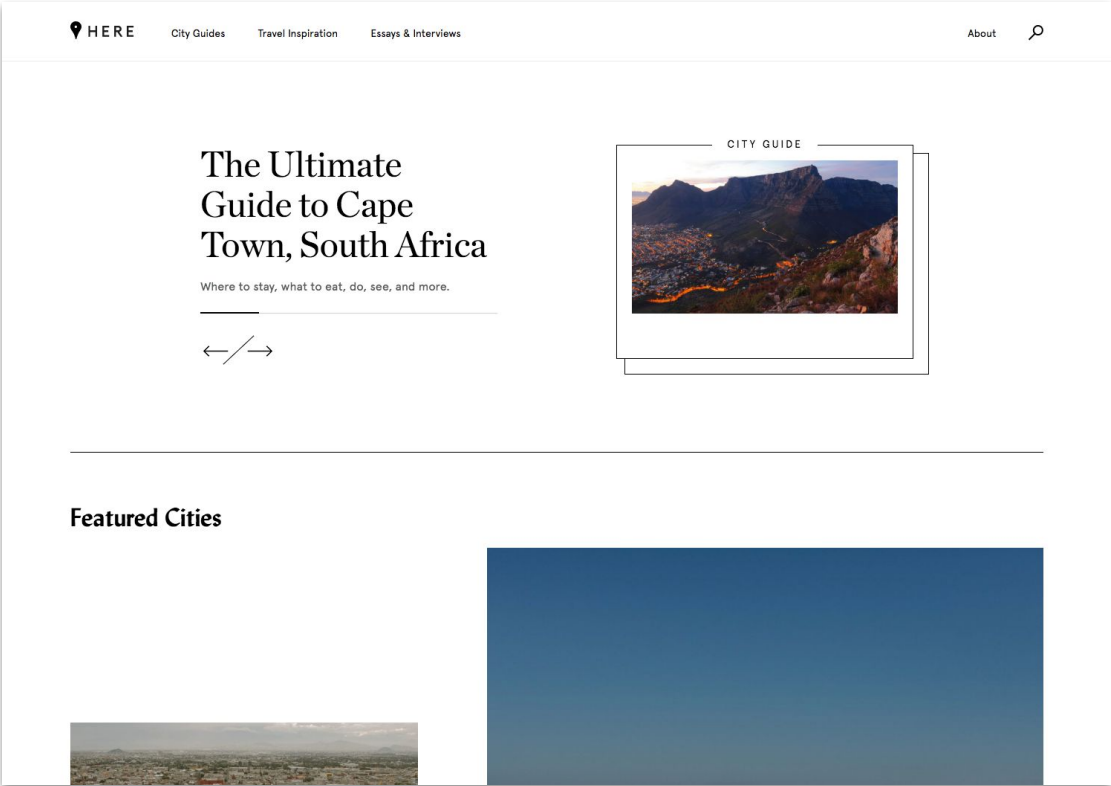 HERE
City Guides
Travel Inspiration
Essays & Interviews
About
The Ultimate
Guide to Cape
Town, South Africa
Where to stay, what to eat, do, see, and more.
CITY GUIDE
Featured Cities